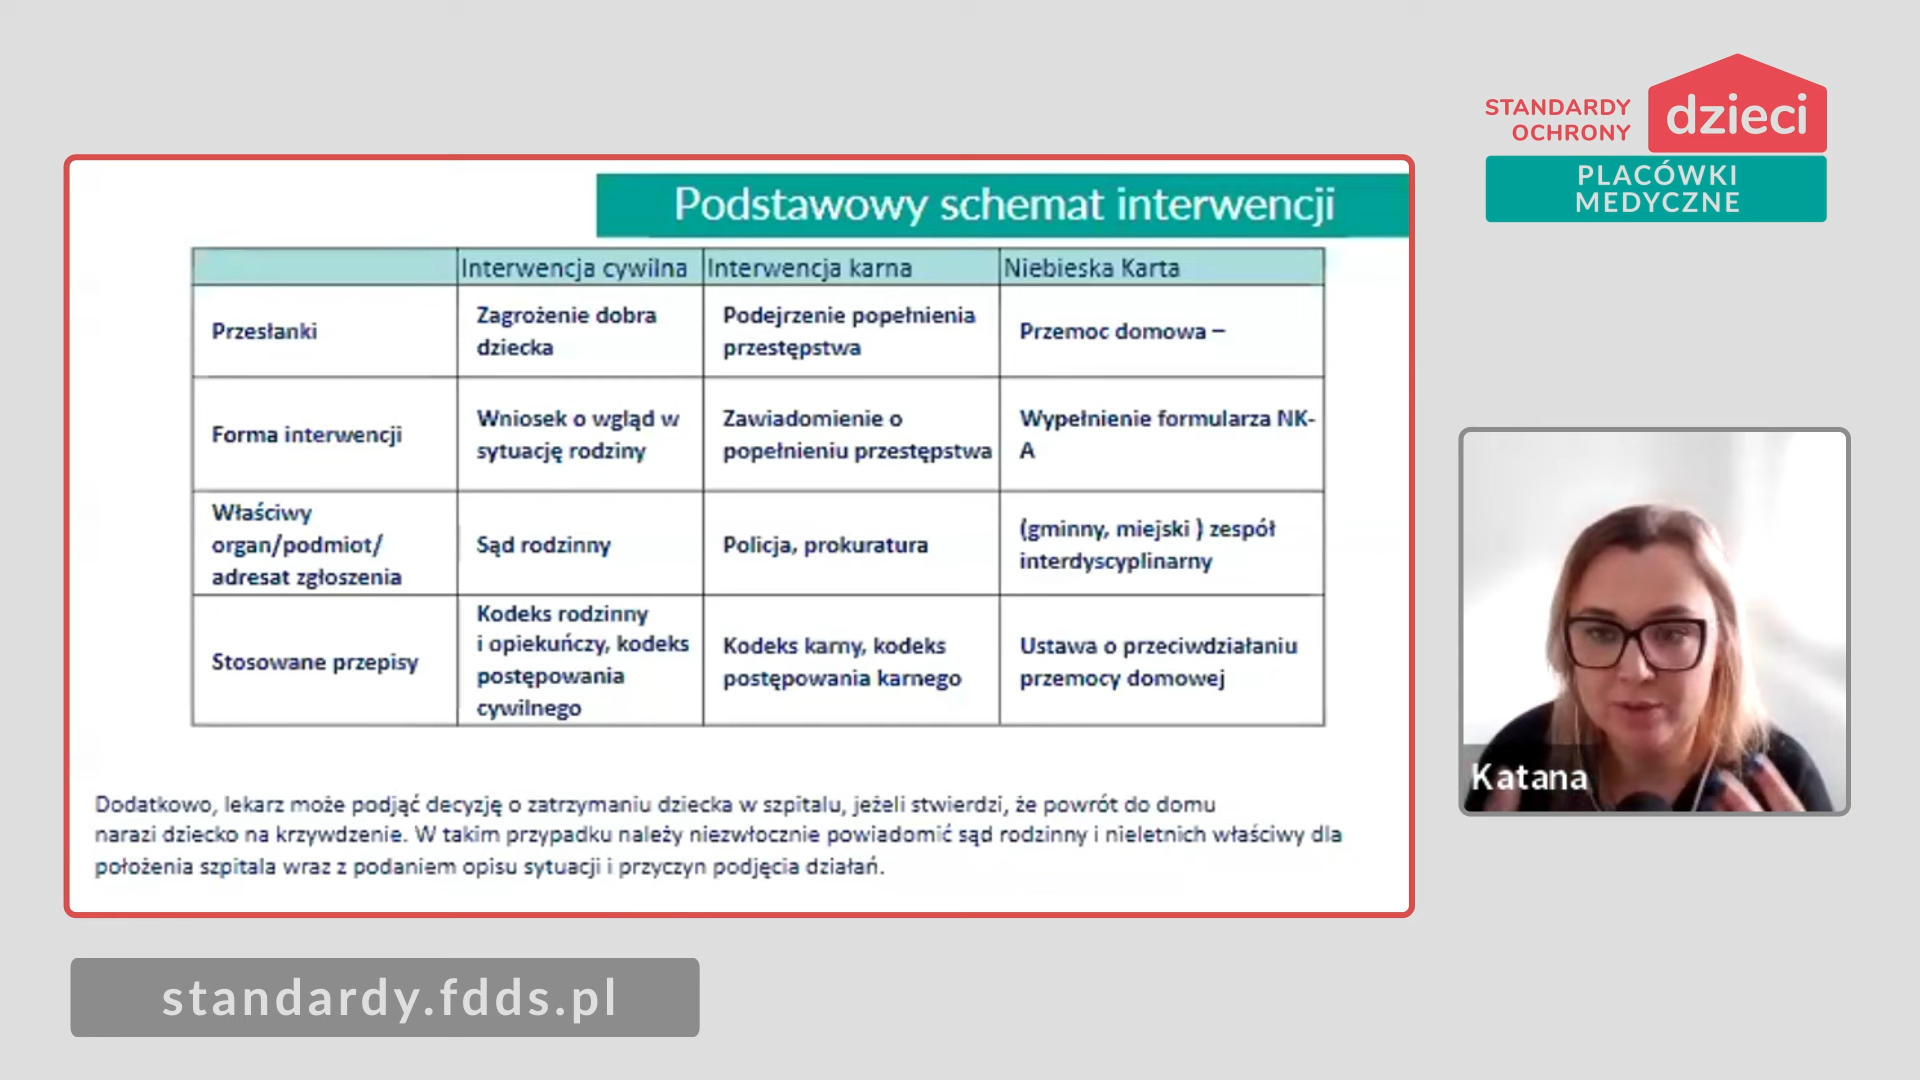 STANDARDY
OCHRONY
dzieci
PLACÓWKI
MEDYCZNE
Podstawowy schemat interwencji
Interwencja cywilna
Interwencja karna
Niebieska Karta
Przesłanki
Zagrożenie dobra
dziecka
Podejrzenie popełnienia
przestępstwa
Przemoc domowa –
Forma interwencji
Wniosek o wgląd w
sytuację rodziny
Zawiadomienie o
popełnieniu przestępstwa
Wypełnienie formularza NK-
A
Właściwy
organ/podmiot/
adresat zgłoszenia
Sąd rodzinny
Policja, prokuratura
(gminny, miejski ) zespół
interdyscyplinarny
Stosowane przepisy
Kodeks rodzinny
i opiekuńczy, kodeks
postępowania
cywilnego
Kodeks karny, kodeks
postępowania karnego
Ustawa o przeciwdziałaniu
przemocy domowej
Dodatkowo, lekarz może podjąć decyzję o zatrzymaniu dziecka w szpitalu, jeżeli stwierdzi, że powrót do domu
narazi dziecko na krzywdzenie. W takim przypadku należy niezwłocznie powiadomić sąd rodzinny i nieletnich właściwy dla
położenia szpitala wraz z podaniem opisu sytuacji i przyczyn podjęcia działań.
Katana
standardy.fdds.pl